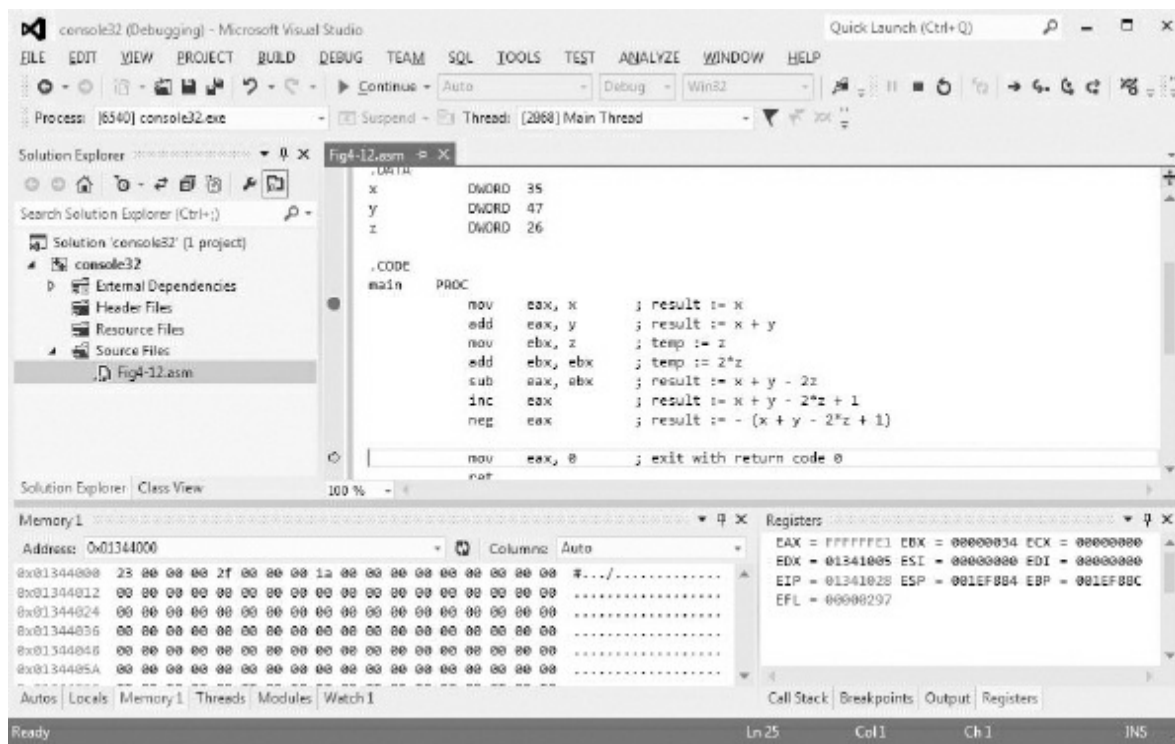 console32 (Debugging) - Microsoft Visual Studio
Quick Launch (Ctrl+Q)
FILE EDIT VIEW PROJECT BUILD DEBUG TEAM SQL TOOLS TEST ANALYZE WINDOW HELP
Continue Auto Debug Win32
Process: [6540] console32.exe Suspend Thread: [2868] Main Thread
Solution Explorer
Search Solution Explorer (Ctrl+;)
Solution 'console32' (1 project)
console32
External Dependencies
Header Files
Resource Files
Source Files
Fig4-12.asm
Solution Explorer Class View
Fig4-12.asm
.DATA
x DWORD 35
y DWORD 47
z DWORD 26
.CODE
main PROC
mov eax, x ; result := x
add eax, y ; result := x + y
mov ebx, z ; temp := z
add ebx, ebx ; temp := 2*z
sub eax, ebx ; result := x + y - 2z
inc eax ; result := x + y - 2*z + 1
neg eax ; result := - (x + y - 2*z + 1)
mov eax, 0 ; exit with return code 0
ret
100 %
Memory 1
Address: 0x01344000 Columns: Auto
0x01344000 23 00 00 00 2f 00 00 00 1a 00 00 00 00 00 00 00 00 00 #.../.............
0x01344012 00 00 00 00 00 00 00 00 00 00 00 00 00 00 00 00 00 00 ..................
0x01344024 00 00 00 00 00 00 00 00 00 00 00 00 00 00 00 00 00 00 ..................
0x01344036 00 00 00 00 00 00 00 00 00 00 00 00 00 00 00 00 00 00 ..................
0x01344048 00 00 00 00 00 00 00 00 00 00 00 00 00 00 00 00 00 00 ..................
0x0134405A 00 00 00 00 00 00 00 00 00 00 00 00 00 00 00 00 00 00 ..................
Autos Locals Memory 1 Threads Modules Watch 1
Registers
EAX = FFFFFFE1 EBX = 00000034 ECX = 00000000
EDX = 01341005 ESI = 00000000 EDI = 00000000
EIP = 01341028 ESP = 001EF884 EBP = 001EF88C
EFL = 00000297
Call Stack Breakpoints Output Registers
Ready Ln 25 Col 1 Ch 1 INS